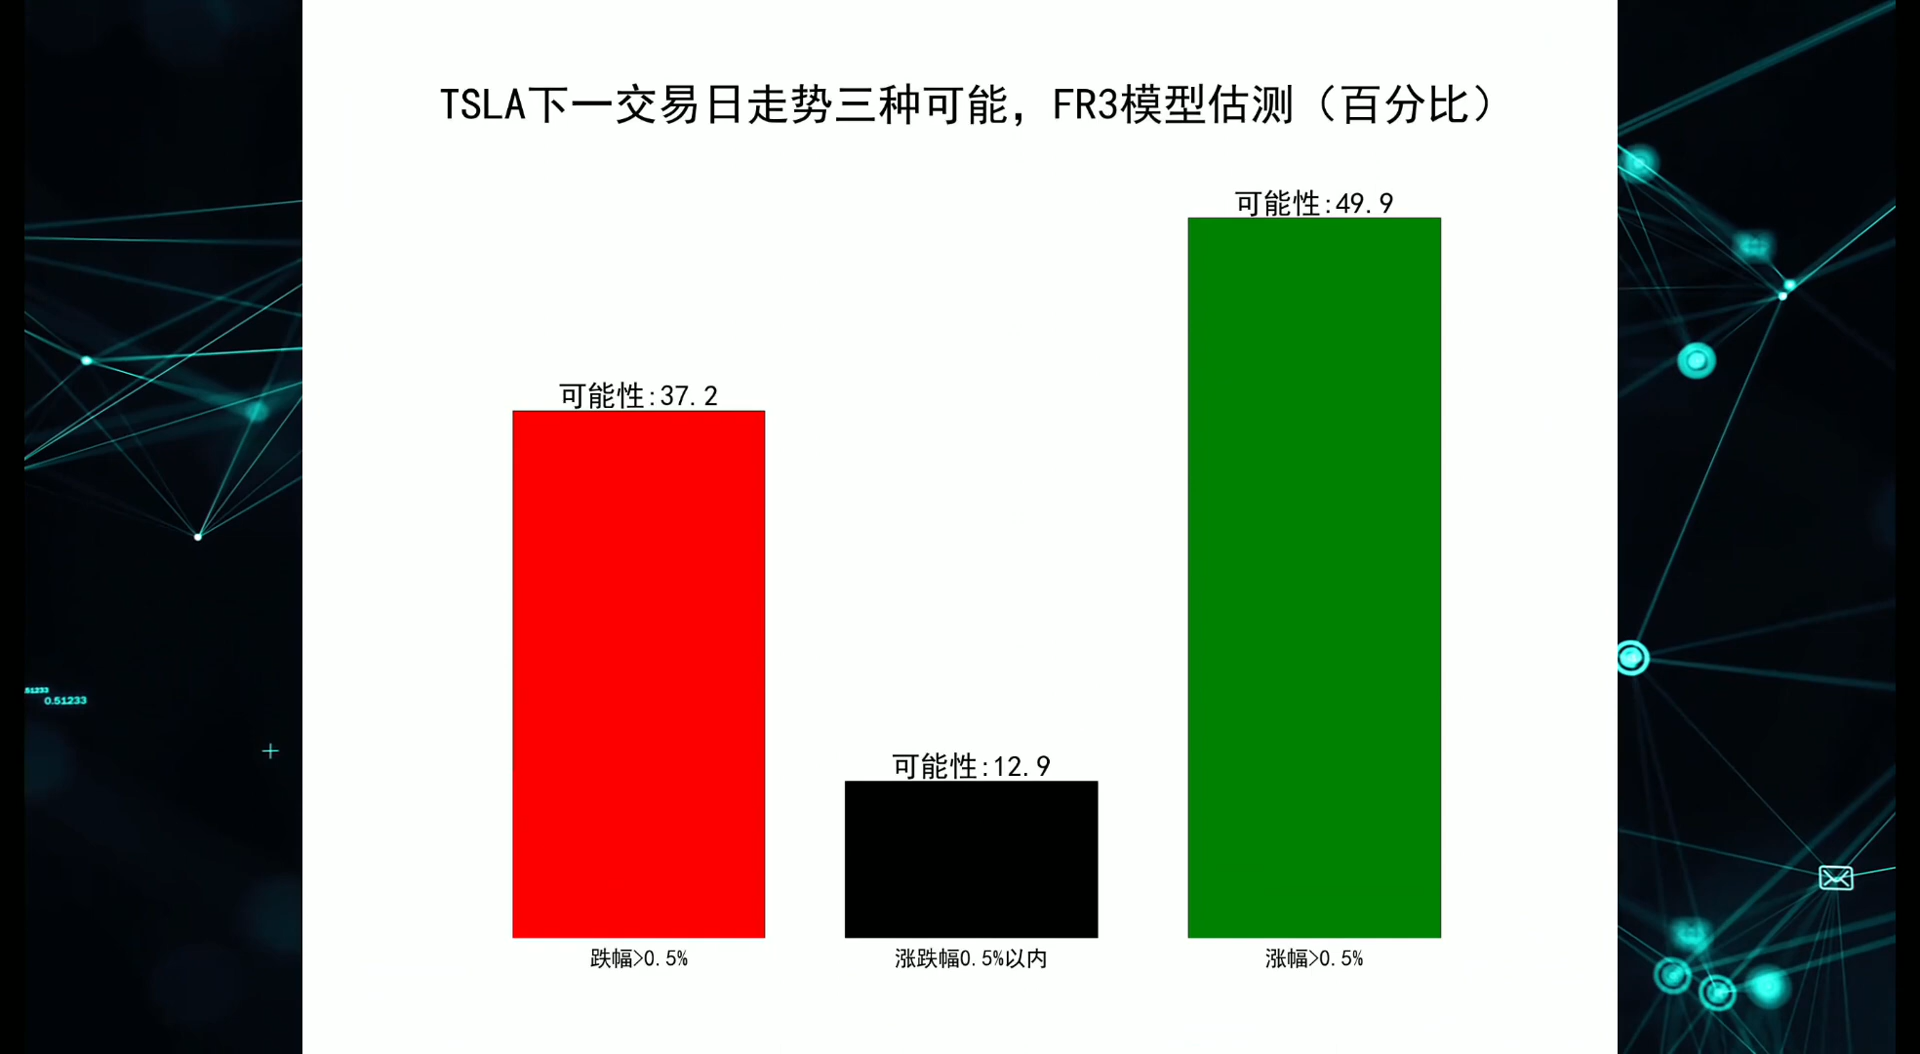 TSLA下一交易日走势三种可能，FR3模型估测（百分比）
可能性:49.9
可能性:37.2
可能性:12.9
跌幅>0.5%
涨跌幅0.5%以内
涨幅>0.5%
51233
0.51233